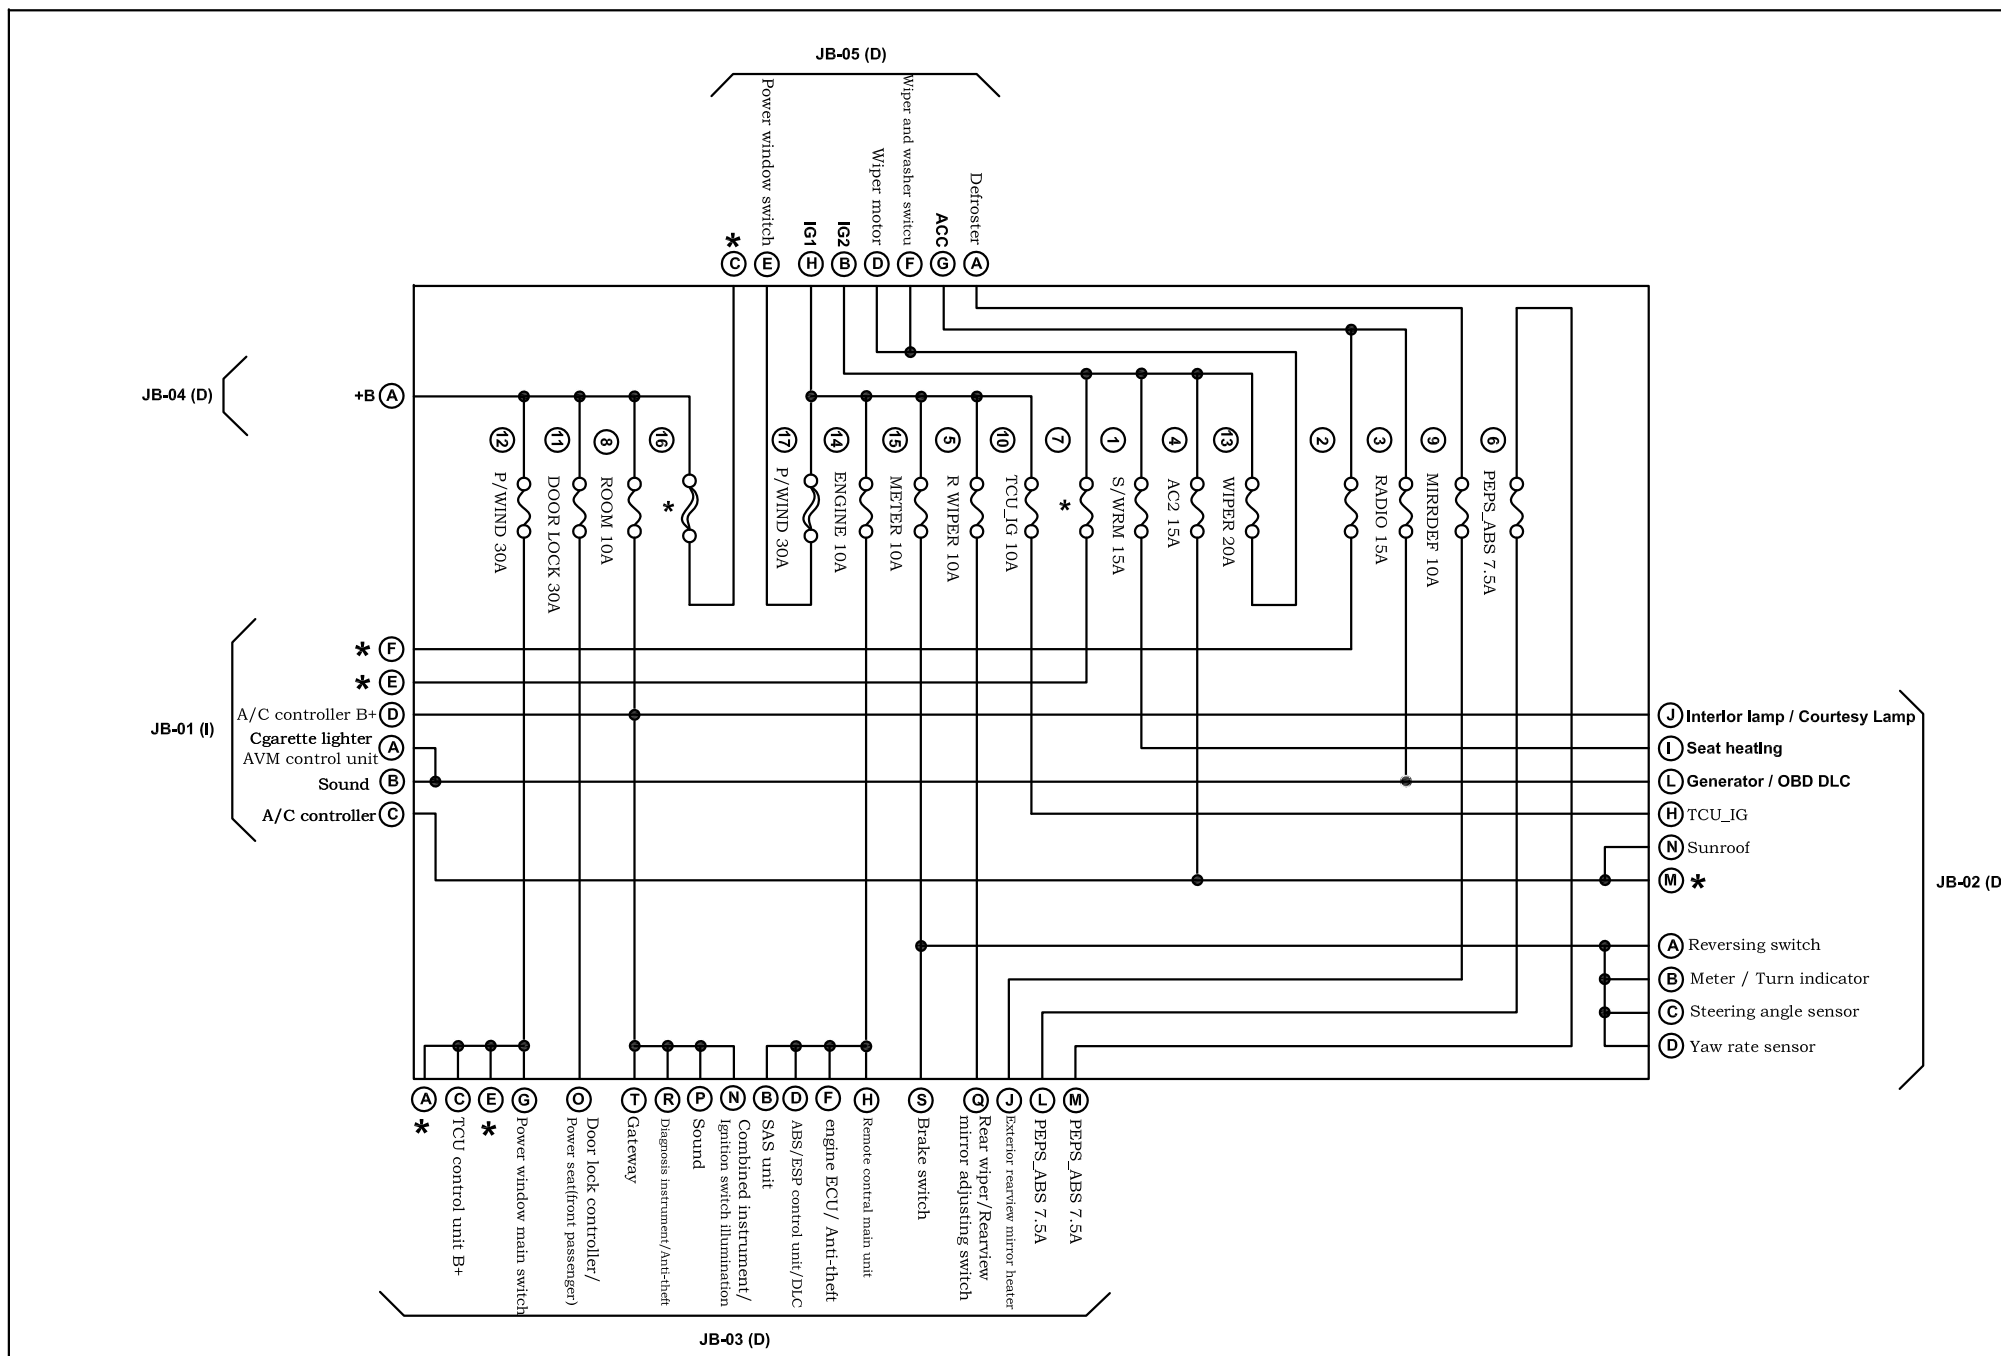 JB-05 (D)
Power window switch
Wiper and washer switcu
Wiper motor
Defroster
*
IG1
IG2
ACC
C
E
H
B
D
F
G
A
JB-04 (D)
+B
A
12
P/WIND 30A
11
DOOR LOCK 30A
8
ROOM 10A
16
*
17
P/WIND 30A
14
ENGINE 10A
15
METER 10A
5
R WIPER 10A
10
TCU_IG 10A
7
*
1
S/WRM 15A
4
AC2 15A
13
WIPER 20A
2
3
RADIO 15A
9
MIRRDEF 10A
6
PEPS_ABS 7.5A
JB-01 (I)
* F
* E
A/C controller B+ D
Cgarette lighter
AVM control unit A
Sound B
A/C controller C
J Interior lamp / Courtesy Lamp
I Seat heating
L Generator / OBD DLC
H TCU_IG
N Sunroof
M *
JB-02 (D
A Reversing switch
B Meter / Turn indicator
C Steering angle sensor
D Yaw rate sensor
A
*
C
TCU control unit B+
E
*
G
Power window main switch
O
Door lock controller/
Power seat(front passenger)
T
Gateway
R
Diagnosis instrument/Anti-theft
P
Sound
N
Combined instrument/
Ignition switch illumination
B
SAS unit
D
ABS/ESP control unit/DLC
F
engine ECU/ Anti-theft
H
Remote contral main unit
S
Brake switch
Q
Rear wiper/Rearview
mirror adjusting switch
J
Exterior rearview mirror heater
L
PEPS_ABS 7.5A
M
PEPS_ABS 7.5A
JB-03 (D)